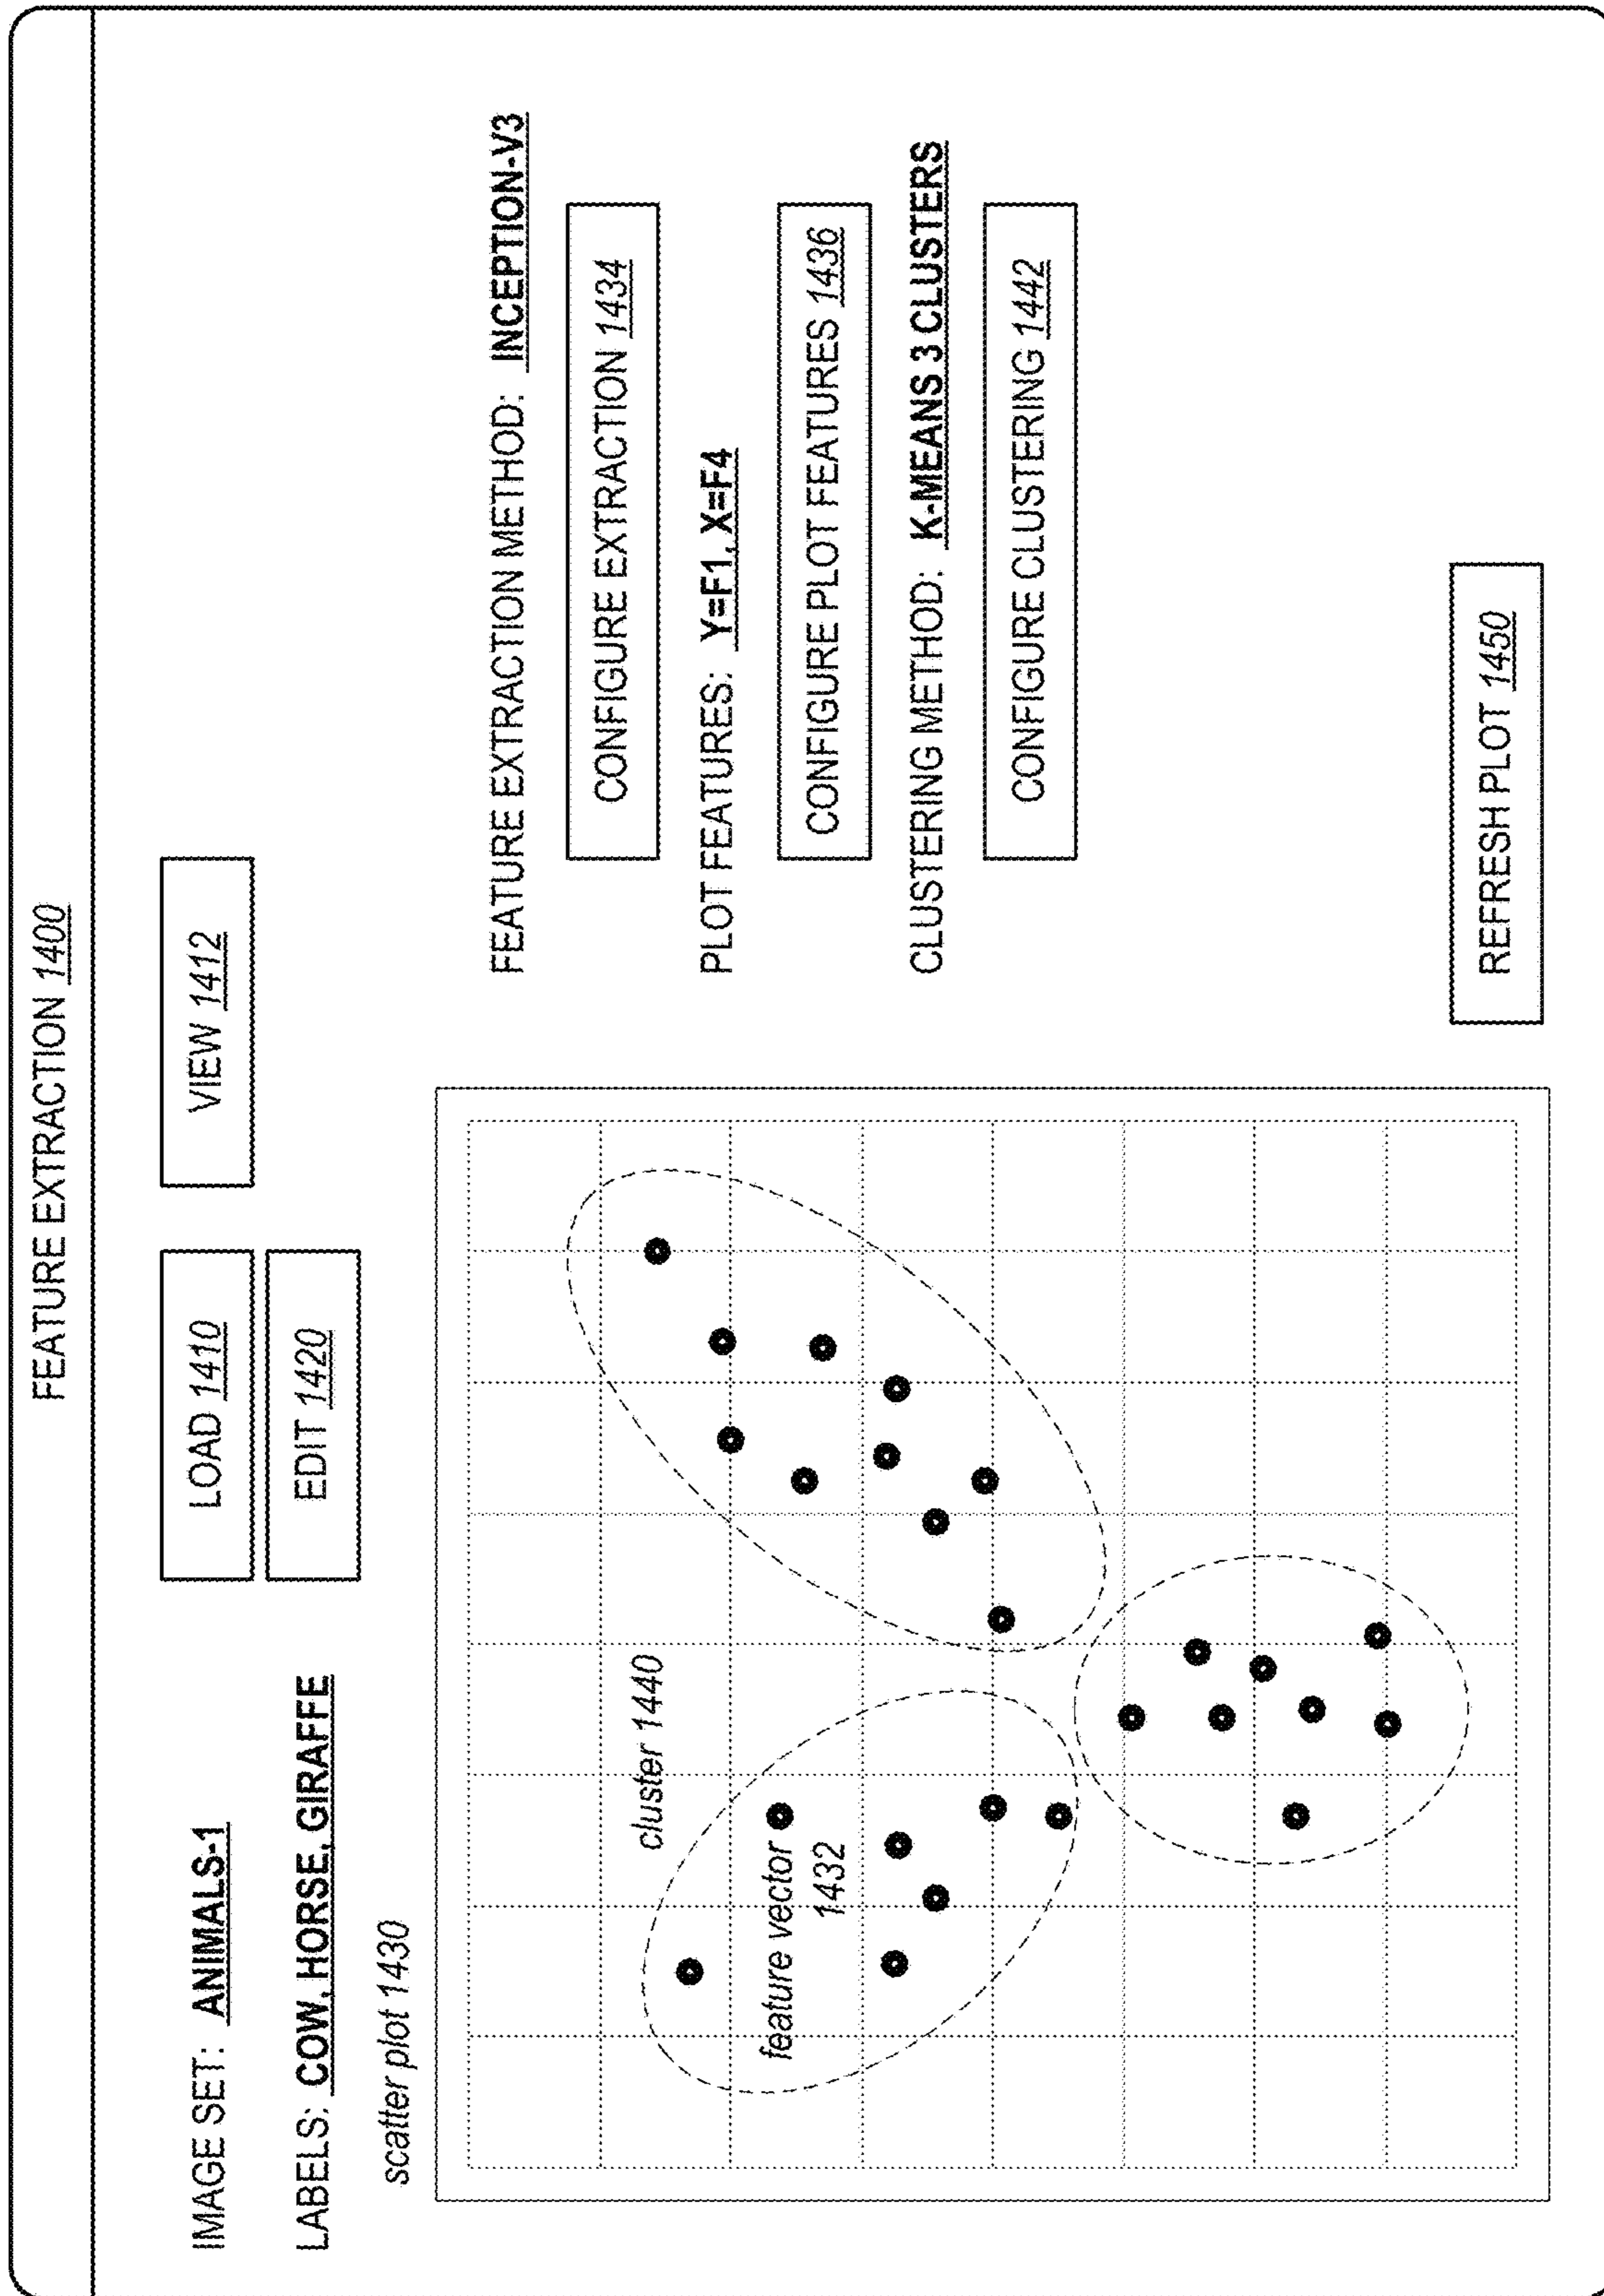 FEATURE EXTRACTION 1400
IMAGE SET: ANIMALS-1
LOAD 1410
VIEW 1412
LABELS: COW, HORSE, GIRAFFE
EDIT 1420
scatter plot 1430
cluster 1440
feature vector
1432
FEATURE EXTRACTION METHOD: INCEPTION-V3
CONFIGURE EXTRACTION 1434
PLOT FEATURES: Y=F1, X=F4
CONFIGURE PLOT FEATURES 1436
CLUSTERING METHOD: K-MEANS 3 CLUSTERS
CONFIGURE CLUSTERING 1442
REFRESH PLOT 1450